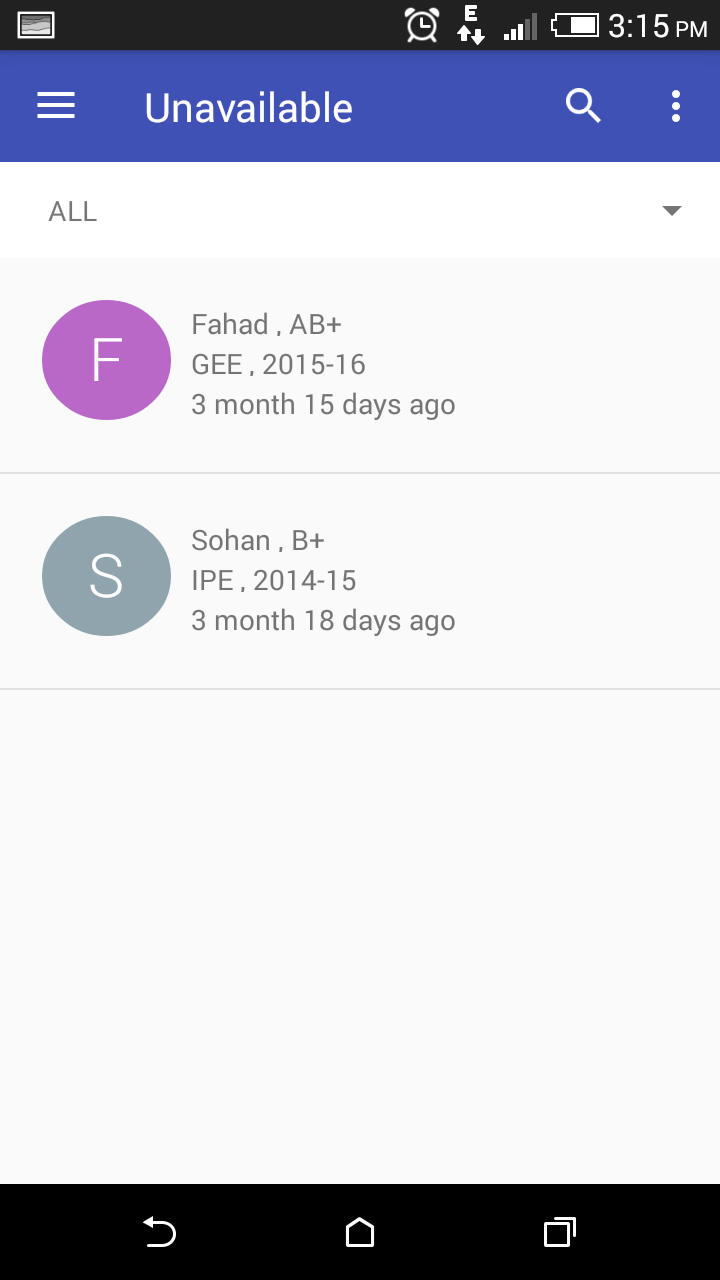 E
3:15 PM
Unavailable
ALL
F
Fahad , AB+
GEE , 2015-16
3 month 15 days ago
S
Sohan , B+
IPE , 2014-15
3 month 18 days ago